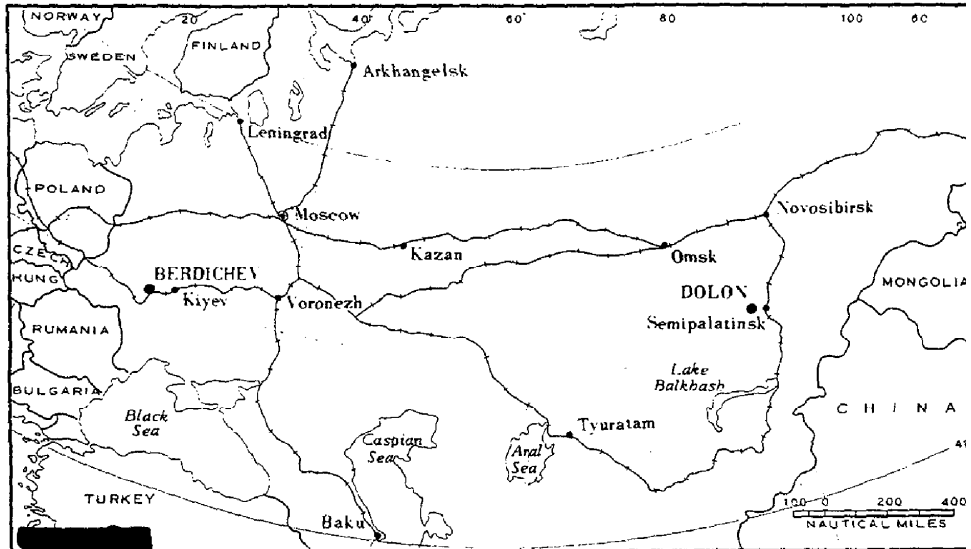 NORWAY
20
40
60
80
100
60
FINLAND
SWEDEN
Arkhangelsk
Leningrad
POLAND
Moscow
Novosibirsk
Kazan
Omsk
CZECH
BERDICHEV
HUNG
Kiyev
Voronezh
DOLON
Semipalatinsk
MONGOLIA
RUMANIA
Lake
Balkhash
BULGARIA
Black
Sea
Caspian
Sea
Aral
Sea
Tyuratam
CHINA
TURKEY
Baku
100 0 200 400
NAUTICAL MILES